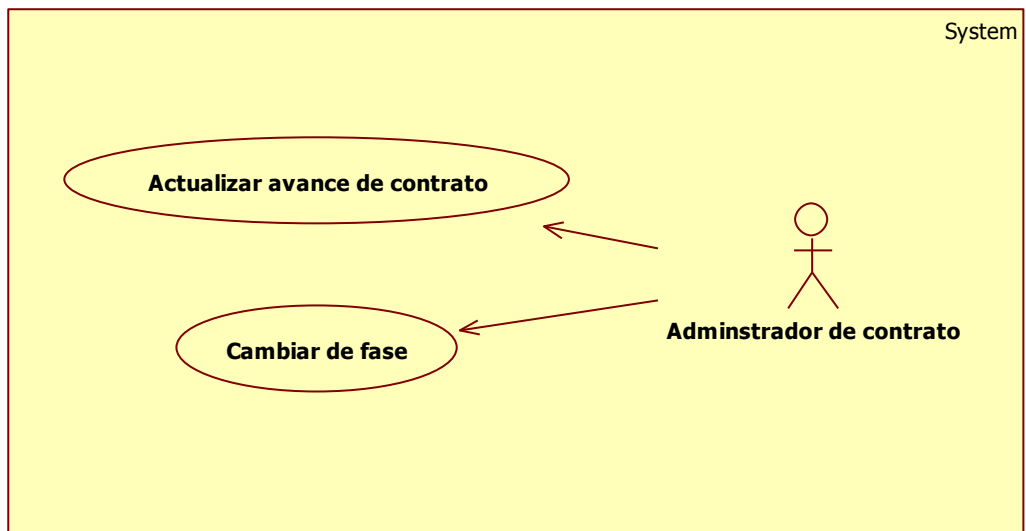 System
Actualizar avance de contrato
Adminstrador de contrato
Cambiar de fase